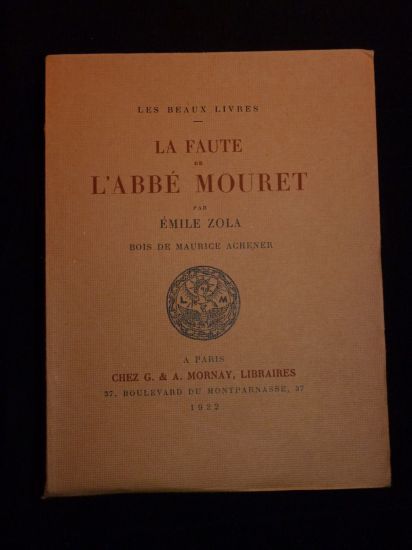 LES BEAUX LIVRES
LA FAUTE
DE
L'ABBÉ MOURET
PAR
ÉMILE ZOLA
BOIS DE MAURICE ACHENER
L M
A PARIS
CHEZ G. & A. MORNAY, LIBRAIRES
37, BOULEVARD DU MONTPARNASSE, 37
1922